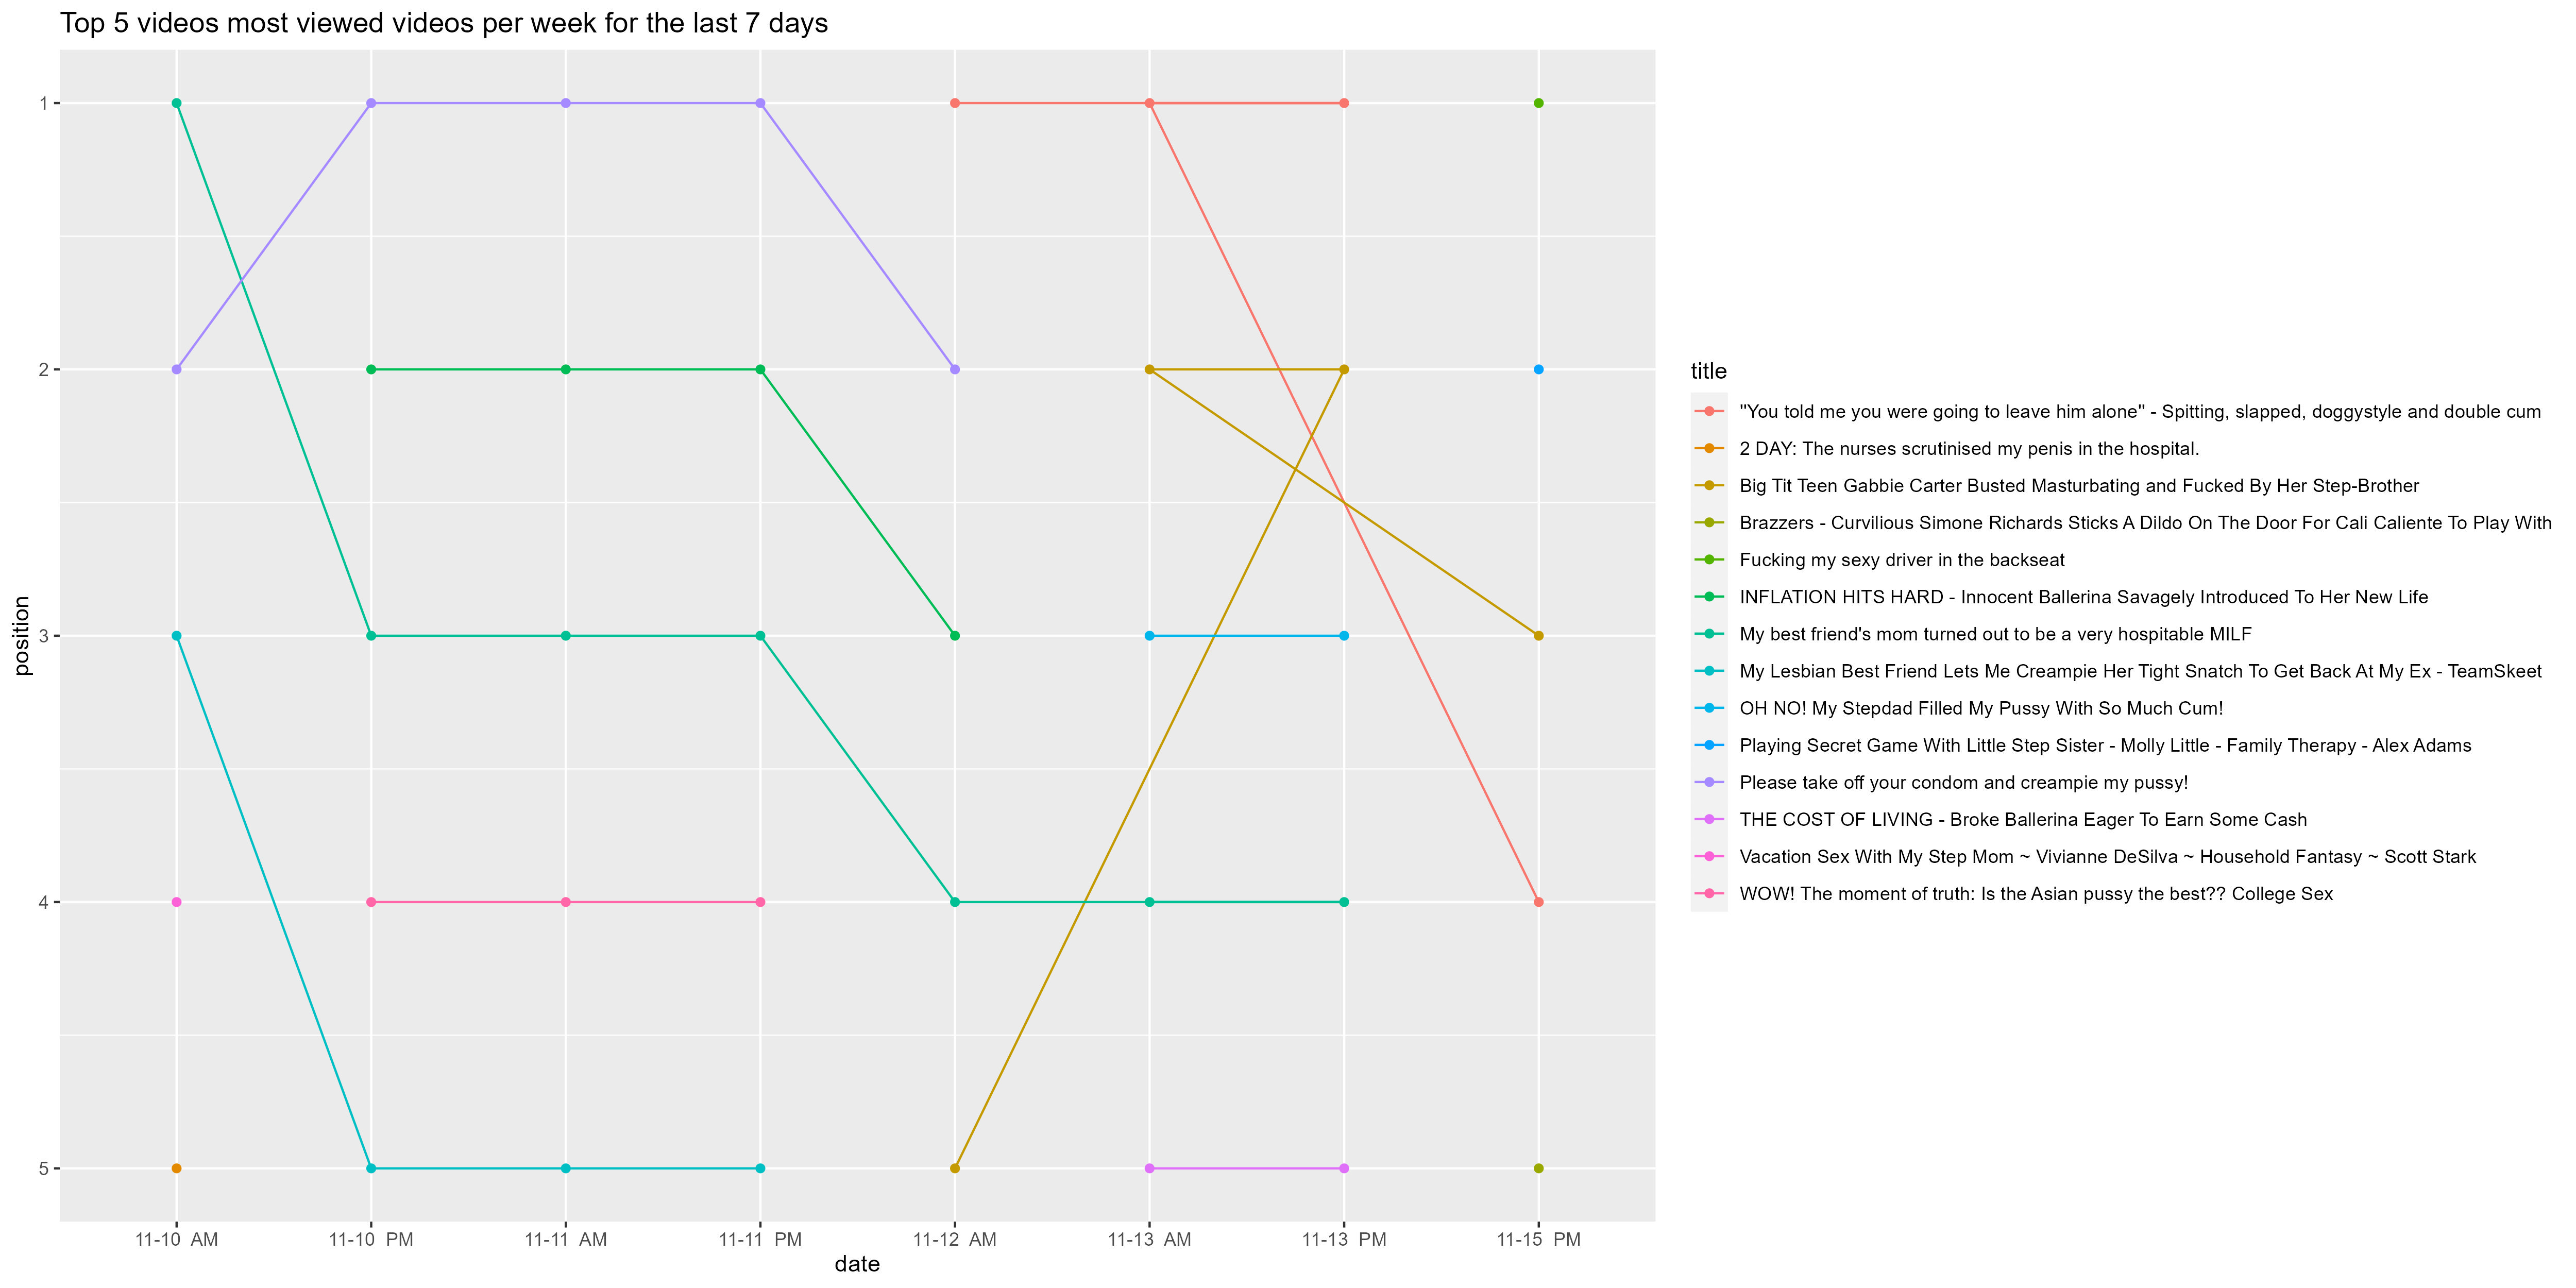 Top 5 videos most viewed videos per week for the last 7 days
position
1
2
3
4
5
11-10 AM
11-10 PM
11-11 AM
11-11 PM
11-12 AM
11-13 AM
11-13 PM
11-15 PM
date
title
"You told me you were going to leave him alone" - Spitting, slapped, doggystyle and double cum
2 DAY: The nurses scrutinised my penis in the hospital.
Big Tit Teen Gabbie Carter Busted Masturbating and Fucked By Her Step-Brother
Brazzers - Curvilious Simone Richards Sticks A Dildo On The Door For Cali Caliente To Play With
Fucking my sexy driver in the backseat
INFLATION HITS HARD - Innocent Ballerina Savagely Introduced To Her New Life
My best friend's mom turned out to be a very hospitable MILF
My Lesbian Best Friend Lets Me Creampie Her Tight Snatch To Get Back At My Ex - TeamSkeet
OH NO! My Stepdad Filled My Pussy With So Much Cum!
Playing Secret Game With Little Step Sister - Molly Little - Family Therapy - Alex Adams
Please take off your condom and creampie my pussy!
THE COST OF LIVING - Broke Ballerina Eager To Earn Some Cash
Vacation Sex With My Step Mom ~ Vivianne DeSilva ~ Household Fantasy ~ Scott Stark
WOW! The moment of truth: Is the Asian pussy the best?? College Sex